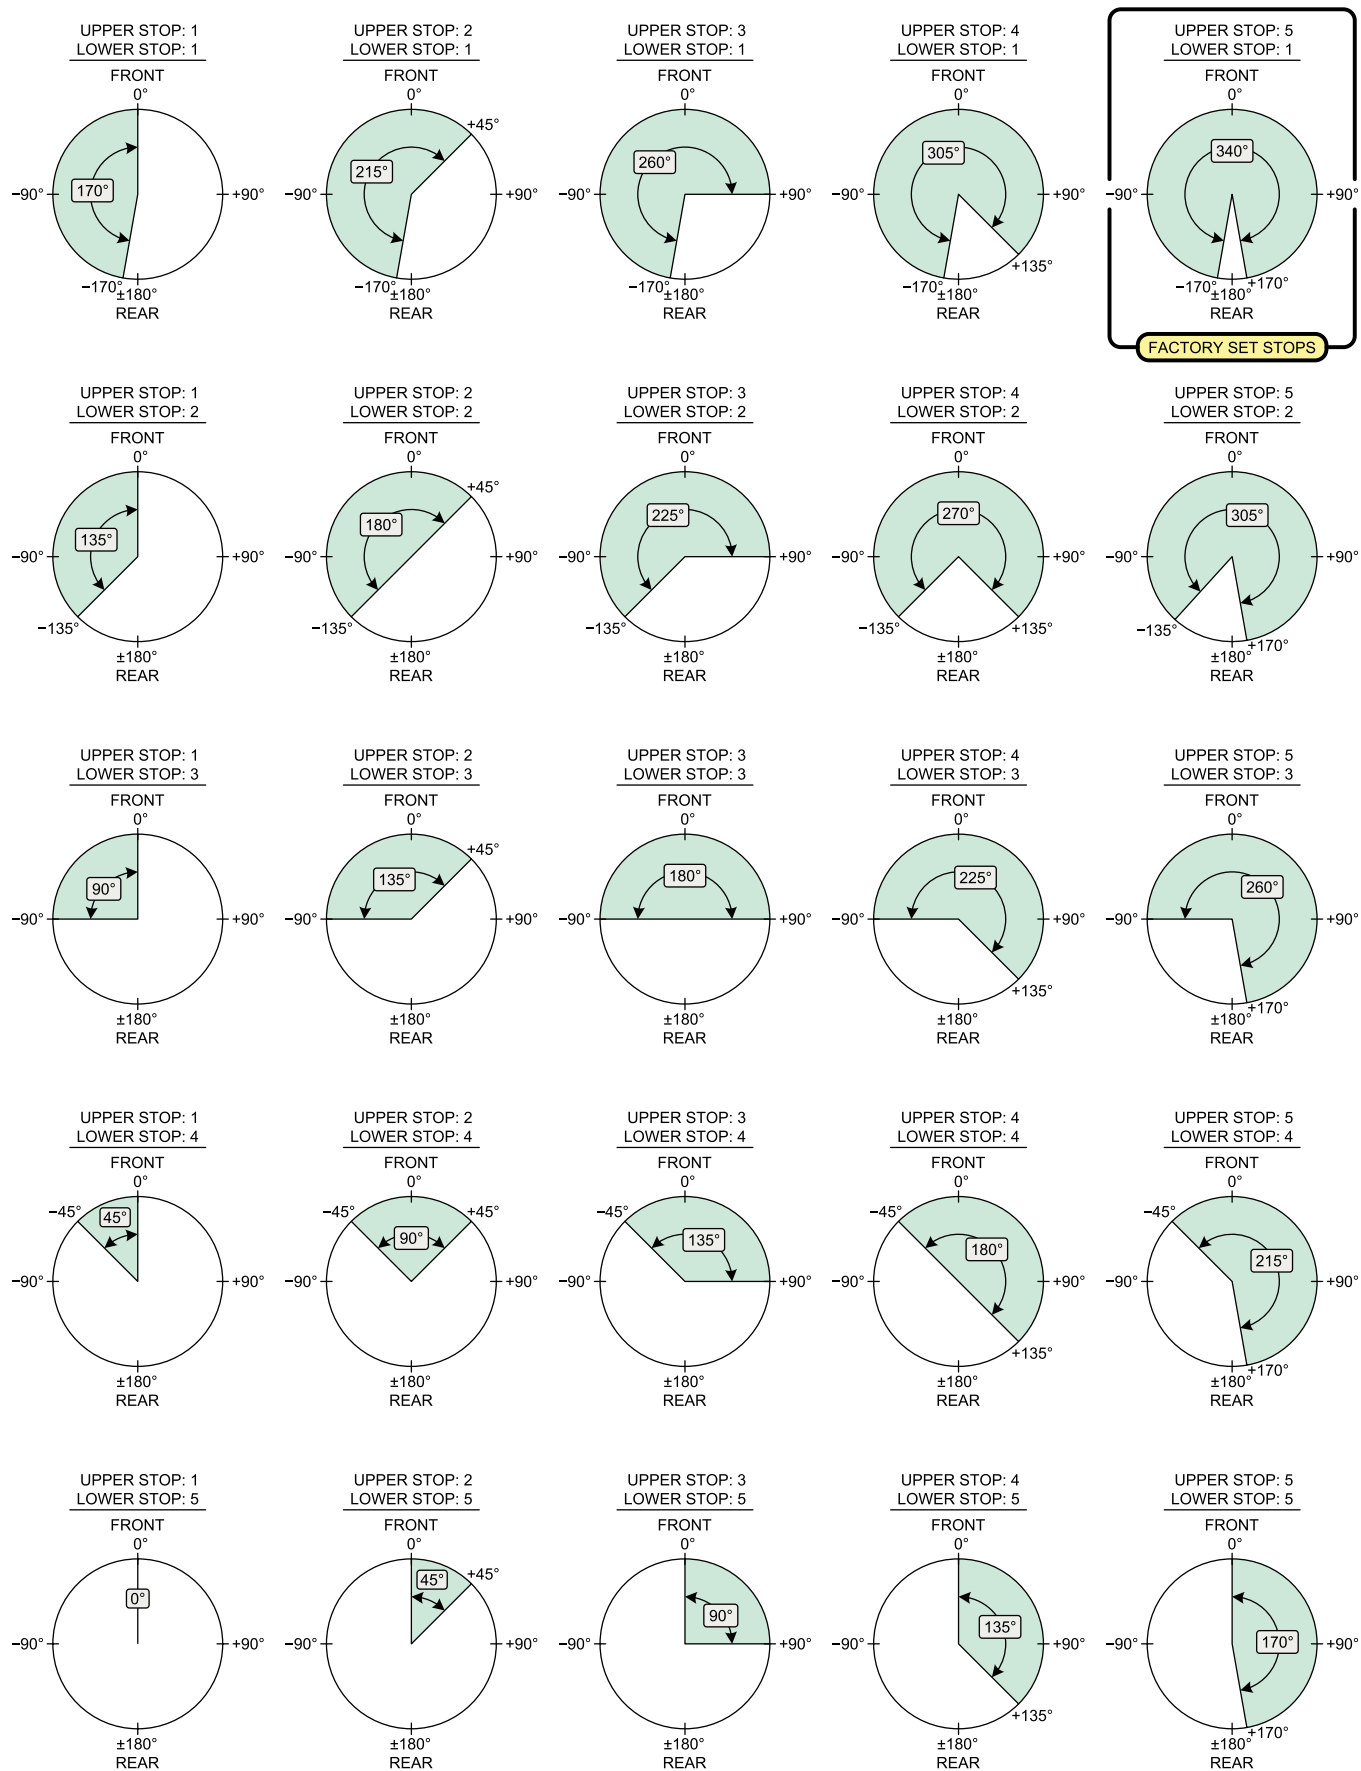 UPPER STOP: 1
LOWER STOP: 1
FRONT
0°
−90°
170°
+90°
−170°
±180°
REAR
UPPER STOP: 2
LOWER STOP: 1
FRONT
0°
+45°
215°
−90°
+90°
−170°
±180°
REAR
UPPER STOP: 3
LOWER STOP: 1
FRONT
0°
260°
−90°
+90°
−170°
±180°
REAR
UPPER STOP: 4
LOWER STOP: 1
FRONT
0°
305°
−90°
+90°
+135°
−170°
±180°
REAR
UPPER STOP: 5
LOWER STOP: 1
FRONT
0°
340°
−90°
+90°
−170°
+170°
±180°
REAR
FACTORY SET STOPS
UPPER STOP: 1
LOWER STOP: 2
FRONT
0°
135°
−90°
+90°
−135°
±180°
REAR
UPPER STOP: 2
LOWER STOP: 2
FRONT
0°
+45°
180°
−90°
+90°
−135°
±180°
REAR
UPPER STOP: 3
LOWER STOP: 2
FRONT
0°
225°
−90°
+90°
−135°
±180°
REAR
UPPER STOP: 4
LOWER STOP: 2
FRONT
0°
270°
−90°
+90°
−135°
+135°
±180°
REAR
UPPER STOP: 5
LOWER STOP: 2
FRONT
0°
305°
−90°
+90°
−135°
+170°
±180°
REAR
UPPER STOP: 1
LOWER STOP: 3
FRONT
0°
90°
−90°
+90°
±180°
REAR
UPPER STOP: 2
LOWER STOP: 3
FRONT
0°
+45°
135°
−90°
+90°
±180°
REAR
UPPER STOP: 3
LOWER STOP: 3
FRONT
0°
180°
−90°
+90°
±180°
REAR
UPPER STOP: 4
LOWER STOP: 3
FRONT
0°
225°
−90°
+90°
+135°
±180°
REAR
UPPER STOP: 5
LOWER STOP: 3
FRONT
0°
260°
−90°
+90°
+170°
±180°
REAR
UPPER STOP: 1
LOWER STOP: 4
FRONT
0°
−45°
45°
−90°
+90°
±180°
REAR
UPPER STOP: 2
LOWER STOP: 4
FRONT
0°
−45°
+45°
90°
−90°
+90°
±180°
REAR
UPPER STOP: 3
LOWER STOP: 4
FRONT
0°
−45°
135°
−90°
+90°
±180°
REAR
UPPER STOP: 4
LOWER STOP: 4
FRONT
0°
−45°
180°
−90°
+90°
+135°
±180°
REAR
UPPER STOP: 5
LOWER STOP: 4
FRONT
0°
−45°
215°
−90°
+90°
+170°
±180°
REAR
UPPER STOP: 1
LOWER STOP: 5
FRONT
0°
0°
−90°
+90°
±180°
REAR
UPPER STOP: 2
LOWER STOP: 5
FRONT
0°
+45°
45°
−90°
+90°
±180°
REAR
UPPER STOP: 3
LOWER STOP: 5
FRONT
0°
90°
−90°
+90°
±180°
REAR
UPPER STOP: 4
LOWER STOP: 5
FRONT
0°
135°
−90°
+90°
+135°
±180°
REAR
UPPER STOP: 5
LOWER STOP: 5
FRONT
0°
170°
−90°
+90°
+170°
±180°
REAR